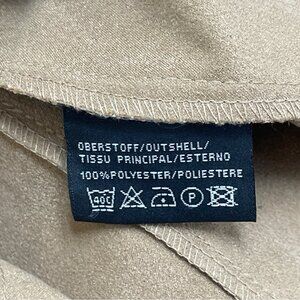 OBERSTOFF/OUTSHELL/
TISSU PRINCIPAL/ESTERNO
100%POLYESTER/POLIESTERE
40C P